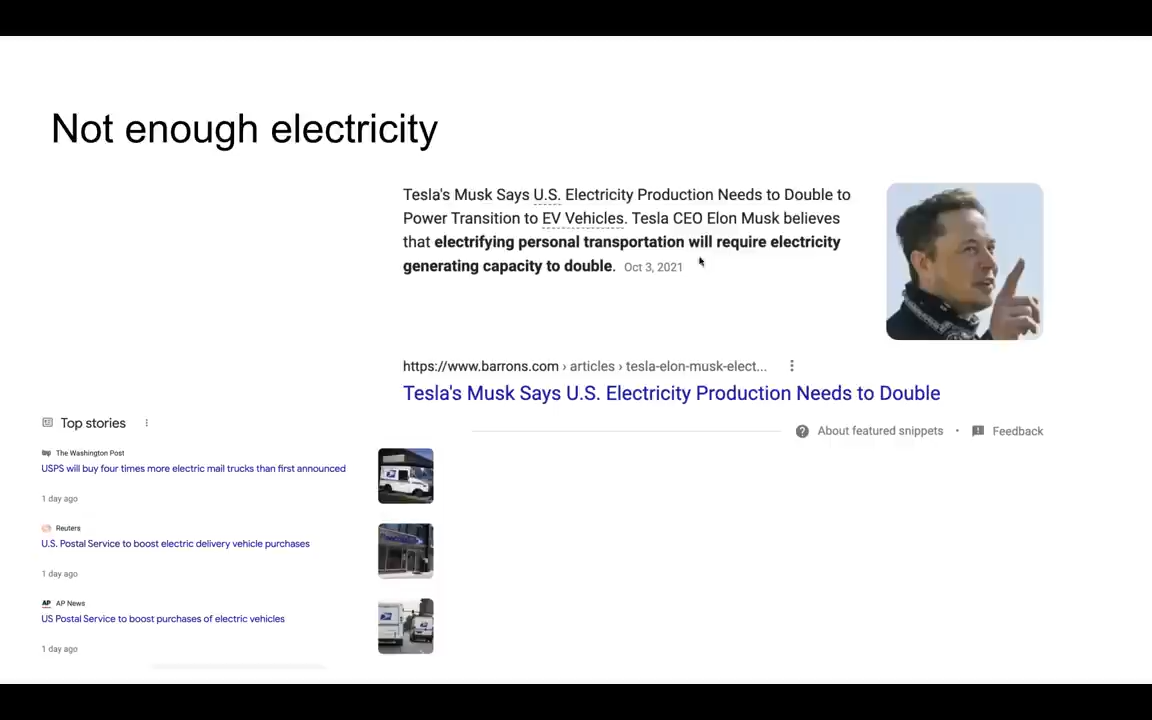 Not enough electricity
Tesla's Musk Says U.S. Electricity Production Needs to Double to
Power Transition to EV Vehicles. Tesla CEO Elon Musk believes
that electrifying personal transportation will require electricity
generating capacity to double. Oct 3, 2021
https://www.barrons.com › articles › tesla-elon-musk-elect...
Tesla's Musk Says U.S. Electricity Production Needs to Double
About featured snippets • Feedback
Top stories
The Washington Post
USPS will buy four times more electric mail trucks than first announced
1 day ago
Reuters
U.S. Postal Service to boost electric delivery vehicle purchases
1 day ago
AP AP News
US Postal Service to boost purchases of electric vehicles
1 day ago